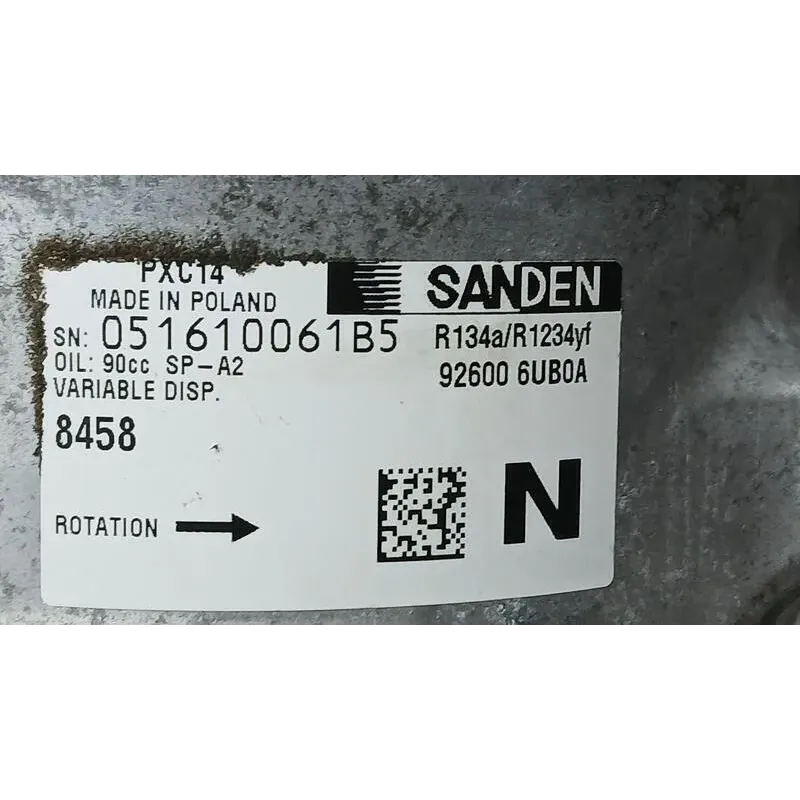 PXC14
MADE IN POLAND
SANDEN
SN: 051610061B5
R134a/R1234yf
OIL: 90cc SP-A2
92600 6UB0A
VARIABLE DISP.
8458
N
ROTATION